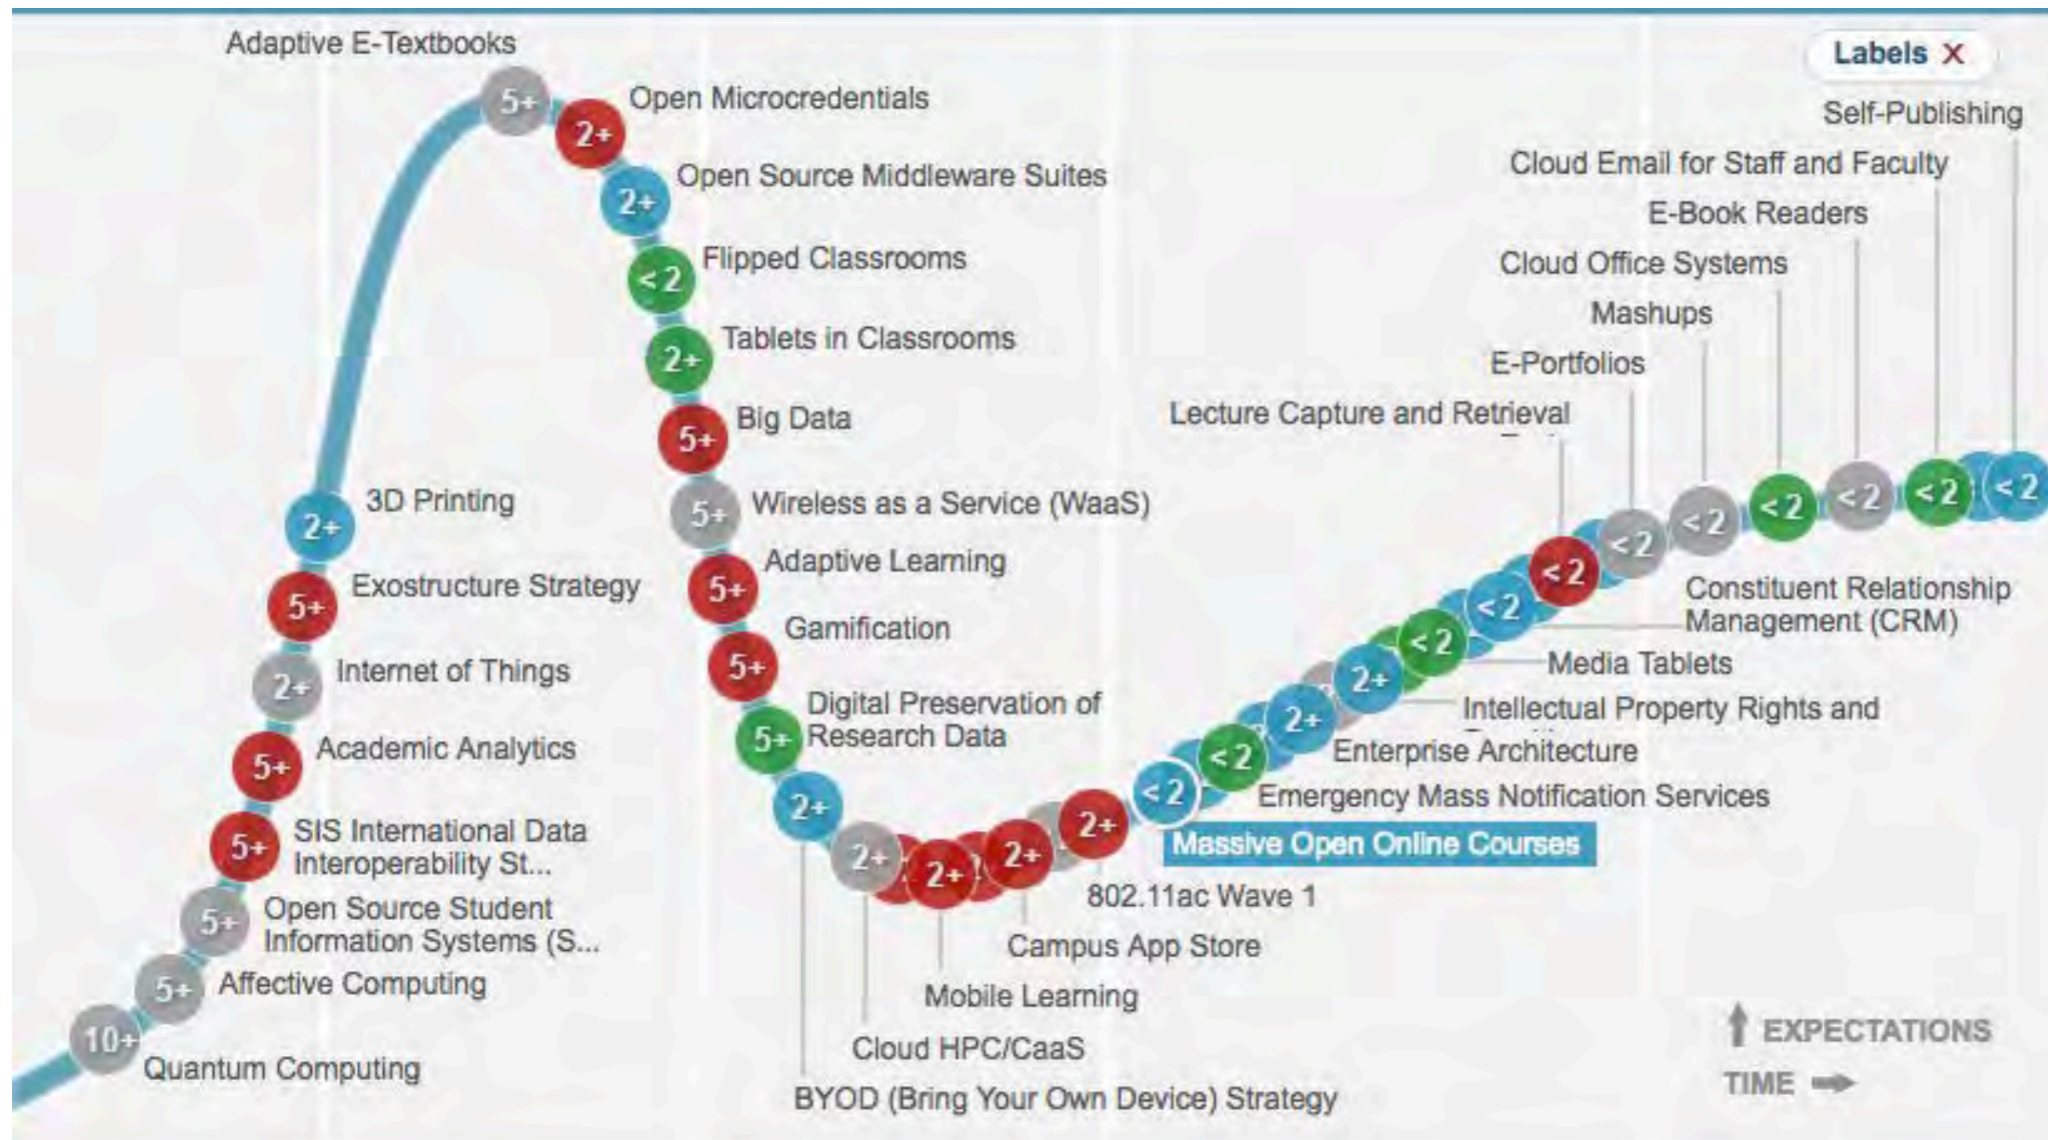 Adaptive E-Textbooks
5+
Labels X
Open Microcredentials
2+
Self-Publishing
Open Source Middleware Suites
2+
Cloud Email for Staff and Faculty
E-Book Readers
Flipped Classrooms
< 2
Cloud Office Systems
Mashups
Tablets in Classrooms
2+
E-Portfolios
Big Data
5+
Lecture Capture and Retrieval
3D Printing
2+
Wireless as a Service (WaaS)
5+
< 2
< 2
< 2
< 2
< 2
< 2
< 2
Adaptive Learning
5+
Exostructure Strategy
5+
Constituent Relationship
Management (CRM)
< 2
Gamification
5+
Internet of Things
2+
Media Tablets
< 2
Digital Preservation of
Research Data
5+
Intellectual Property Rights and
2+
Academic Analytics
5+
Enterprise Architecture
2+
Emergency Mass Notification Services
< 2
BYOD (Bring Your Own Device) Strategy
2+
Massive Open Online Courses
< 2
SIS International Data
Interoperability St...
5+
802.11ac Wave 1
2+
Campus App Store
2+
Mobile Learning
2+
Cloud HPC/CaaS
2+
Open Source Student
Information Systems (S...
5+
Affective Computing
5+
Quantum Computing
10+
EXPECTATIONS
TIME